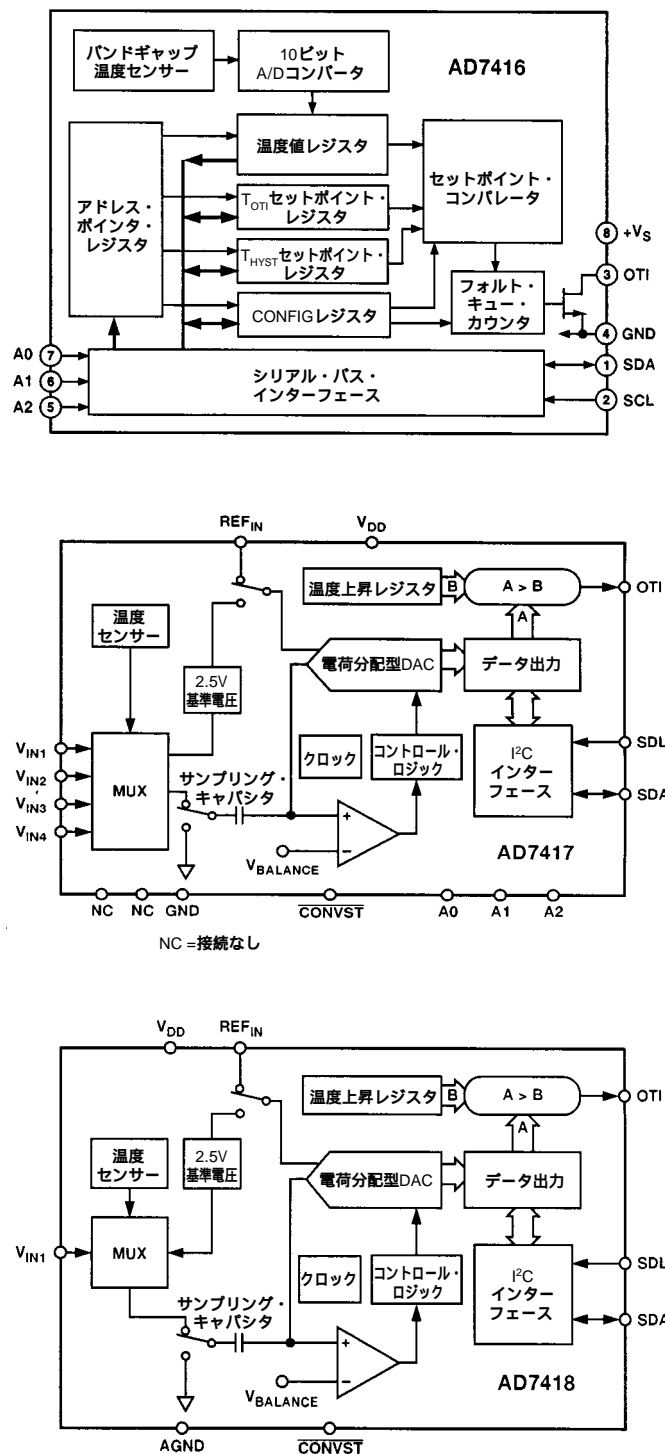 バンドギャップ
温度センサー
10ビット
A/Dコンバータ
AD7416
温度値レジスタ
アドレス・
ポインタ・
レジスタ
TOTIセットポイント・
レジスタ
THYSTセットポイント・
レジスタ
CONFIGレジスタ
セットポイント・
コンパレータ
フォルト・
キュー・
カウンタ
シリアル・バス・
インターフェース
A0 7
A1 6
A2 5
8 +VS
3 OTI
4 GND
1 SDA
2 SCL
REFIN
VDD
温度
センサー
2.5V
基準電圧
温度上昇レジスタ
B
A > B
A
OTI
電荷分配型DAC
データ出力
VIN1
VIN2
VIN3
VIN4
MUX
サンプリング・
キャパシタ
クロック
コントロール・
ロジック
I2C
インター
フェース
SDL
SDA
+
−
VBALANCE
AD7417
NC
NC
GND
CONVST
A0
A1
A2
NC =接続なし
VDD
REFIN
温度
センサー
2.5V
基準電圧
温度上昇レジスタ
B
A > B
A
OTI
電荷分配型DAC
データ出力
VIN1
MUX
サンプリング・
キャパシタ
クロック
コントロール・
ロジック
I2C
インター
フェース
SDL
SDA
+
−
VBALANCE
AD7418
AGND
CONVST